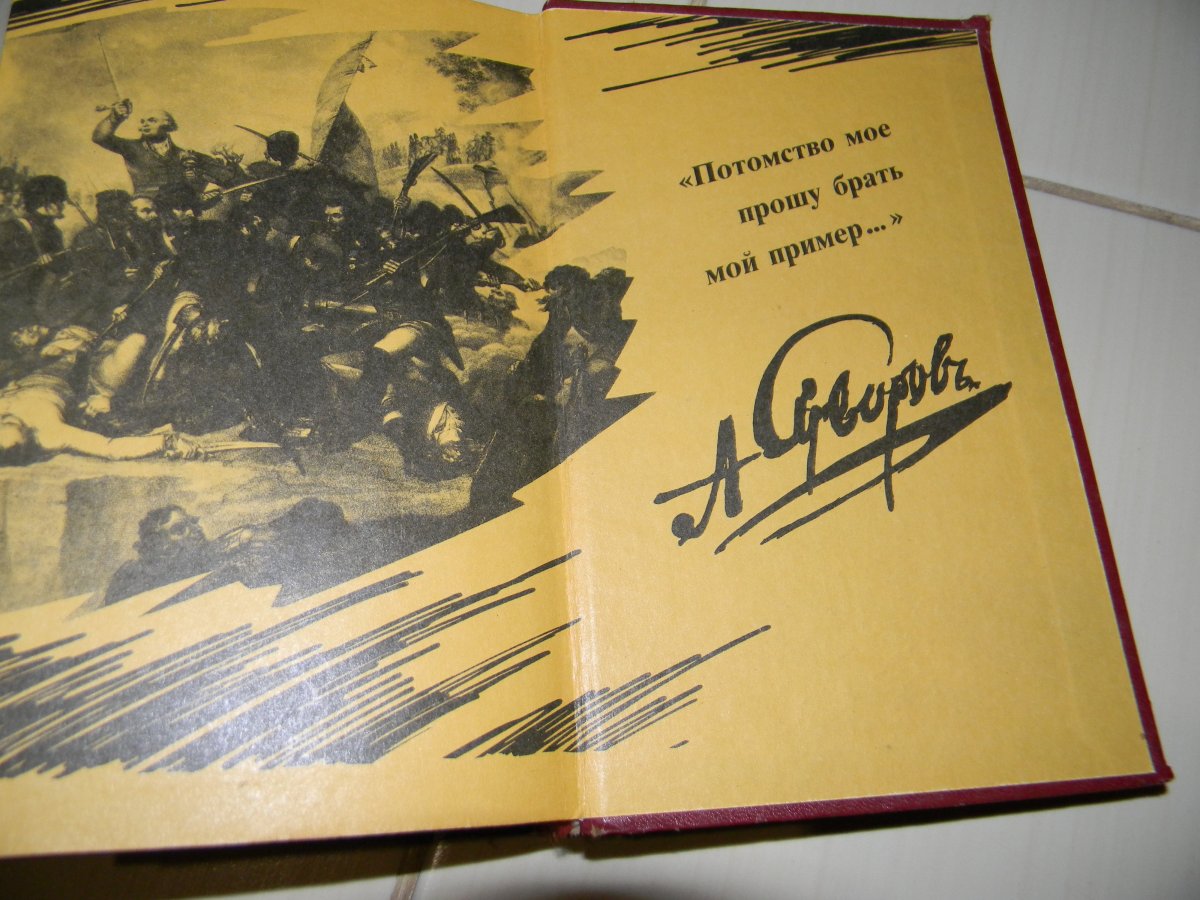 «Потомство мое
прошу брать
мой пример...»
А Суворовъ